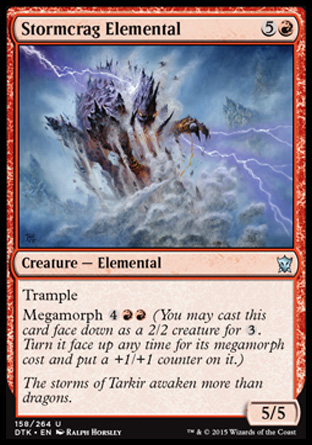 Stormcrag Elemental 5
Creature — Elemental
Trample
Megamorph 4 (You may cast this
card face down as a 2/2 creature for 3.
Turn it face up any time for its megamorph
cost and put a +1/+1 counter on it.)
The storms of Tarkir awaken more than
dragons.
5/5
158/264 U
DTK • EN RALPH HORSLEY ™ & © 2015 Wizards of the Coast